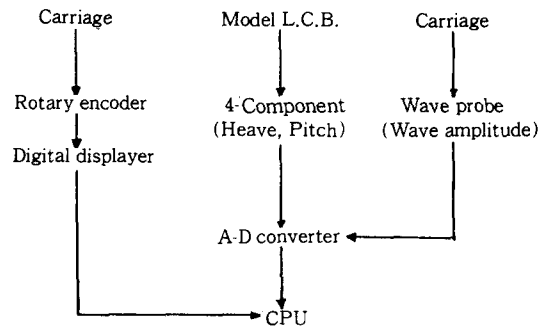 Carriage
Model L.C.B.
Carriage
Rotary encoder
4-Component
(Heave, Pitch)
Wave probe
(Wave amplitude)
Digital displayer
A-D converter
CPU